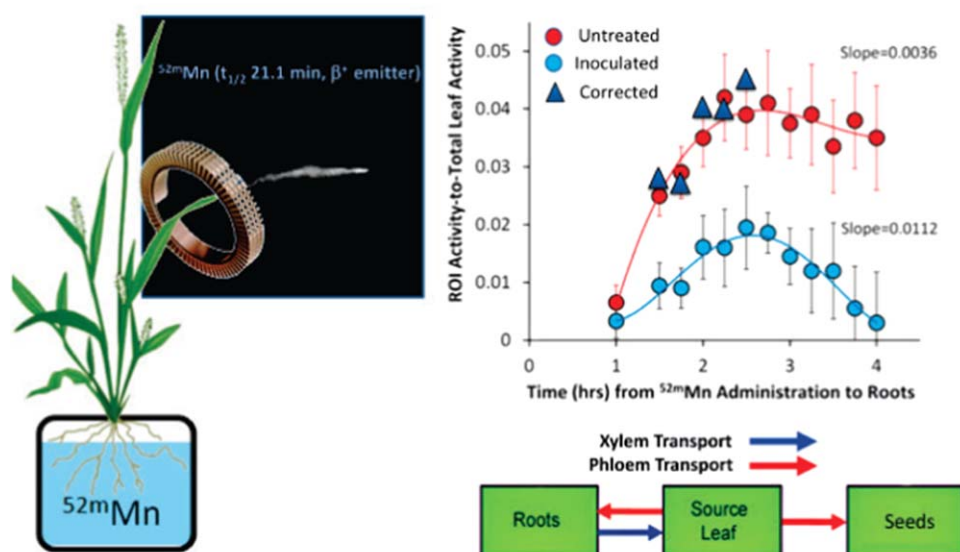 ⁵²ᵐMn (t₁/₂ 21.1 min, β⁺ emitter)
⁵²ᵐMn
ROI Activity-to-Total Leaf Activity
0.05
0.04
0.03
0.02
0.01
0
Untreated
Inoculated
Corrected
Slope=0.0036
Slope=0.0112
0 1 2 3 4
Time (hrs) from ⁵²ᵐMn Administration to Roots
Xylem Transport
Phloem Transport
Roots
Source
Leaf
Seeds